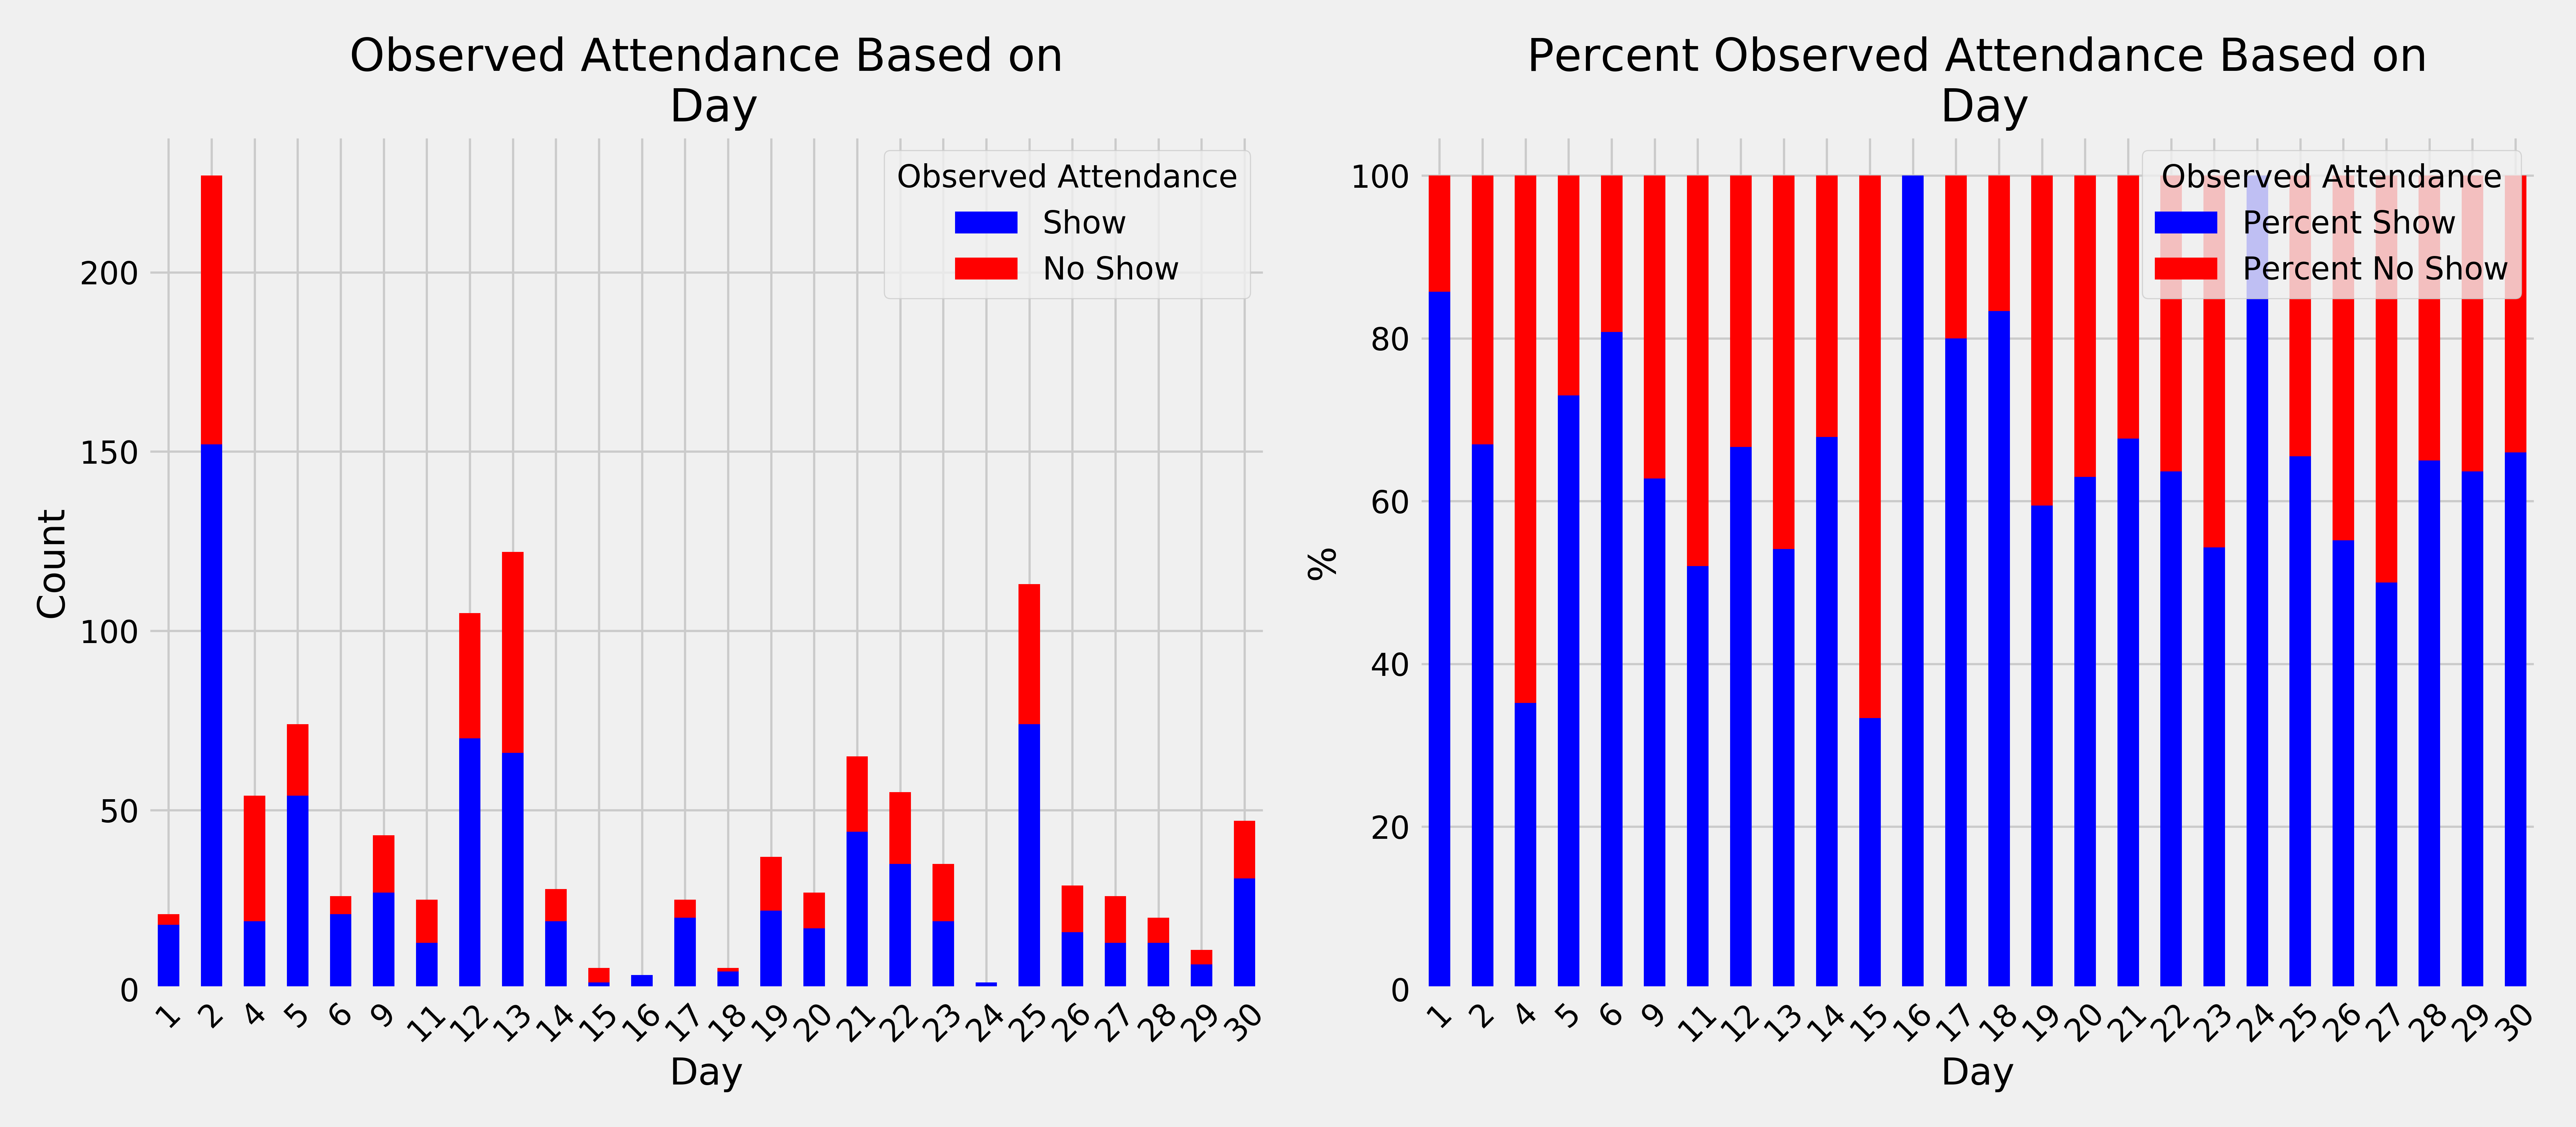 Observed Attendance Based on
Day
Observed Attendance
Show
No Show
Count
200
150
100
50
0
1 2 4 5 6 9 11 12 13 14 15 16 17 18 19 20 21 22 23 24 25 26 27 28 29 30
Day
Percent Observed Attendance Based on
Day
Observed Attendance
Percent Show
Percent No Show
%
100
80
60
40
20
0
1 2 4 5 6 9 11 12 13 14 15 16 17 18 19 20 21 22 23 24 25 26 27 28 29 30
Day